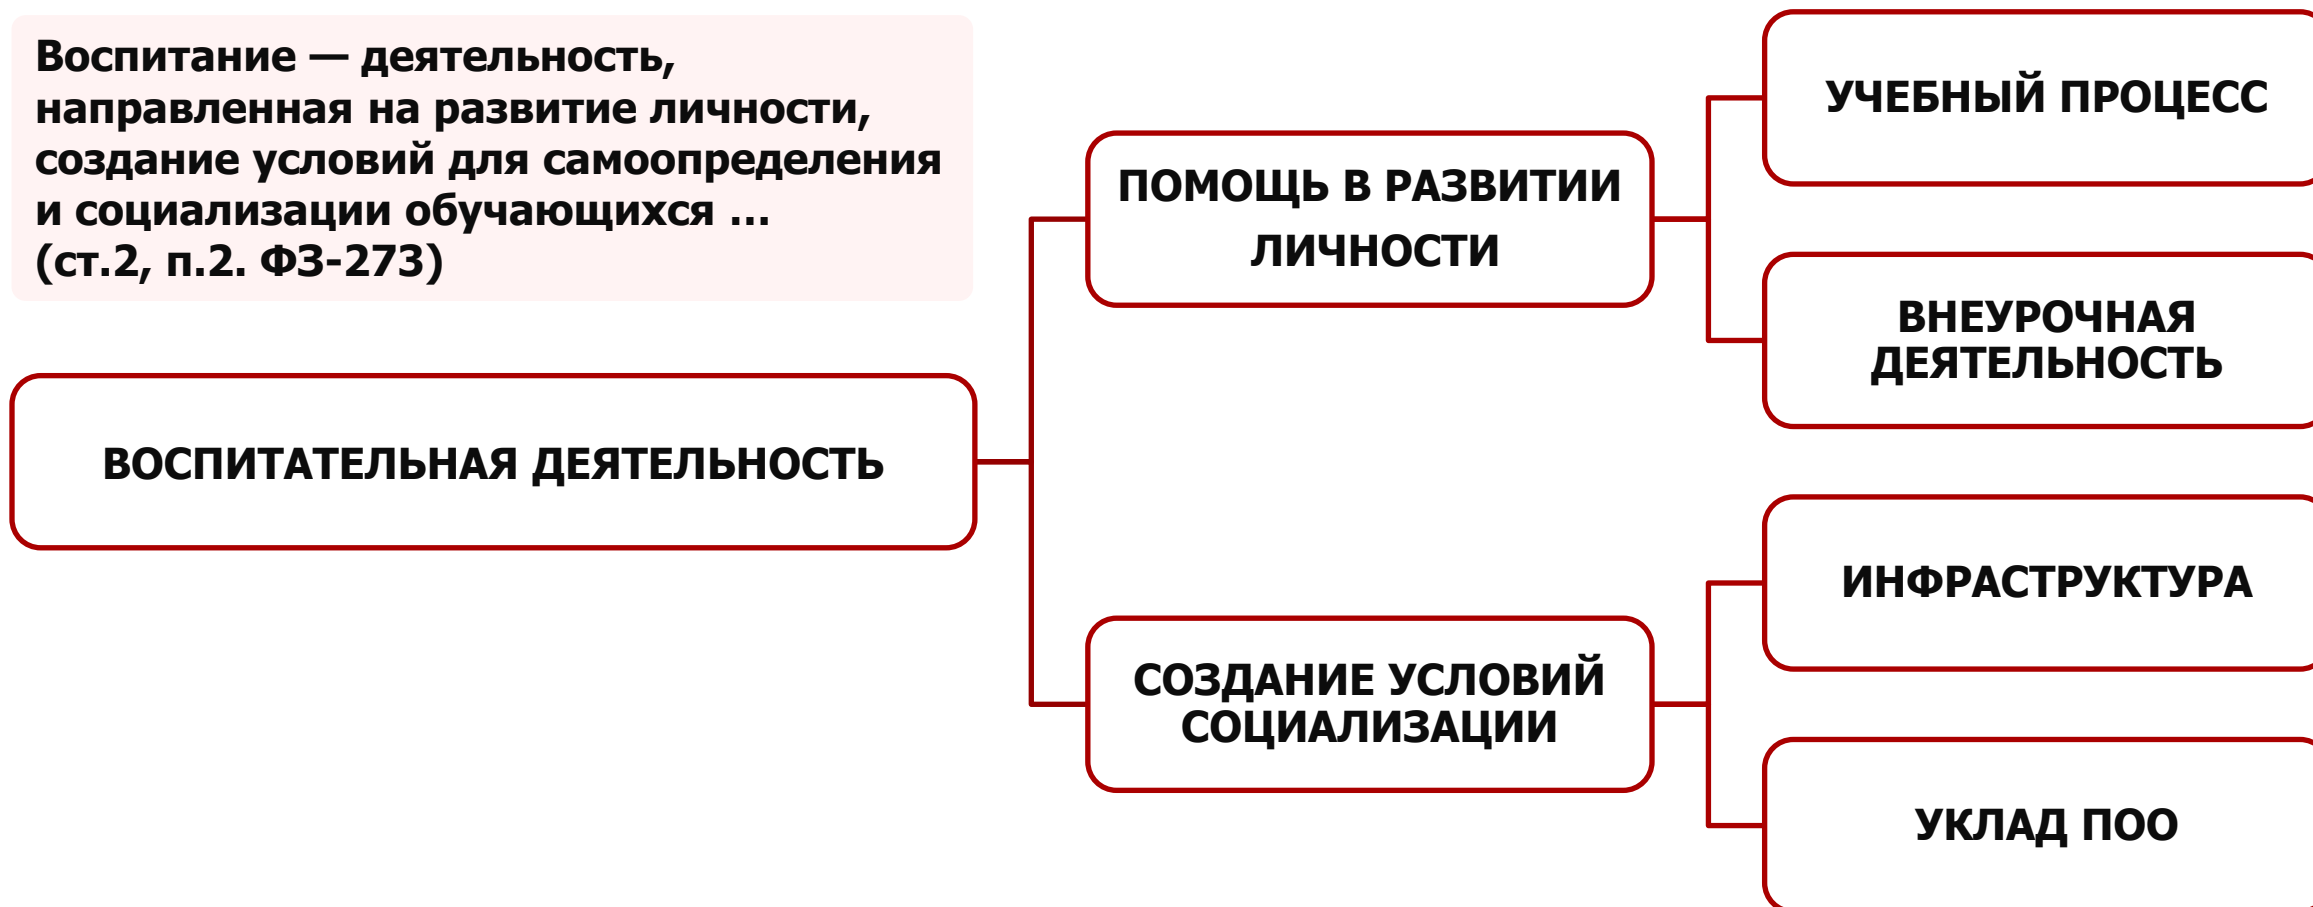 Воспитание — деятельность,
направленная на развитие личности,
создание условий для самоопределения
и социализации обучающихся ...
(ст.2, п.2. ФЗ-273)
ВОСПИТАТЕЛЬНАЯ ДЕЯТЕЛЬНОСТЬ
ПОМОЩЬ В РАЗВИТИИ
ЛИЧНОСТИ
УЧЕБНЫЙ ПРОЦЕСС
ВНЕУРОЧНАЯ
ДЕЯТЕЛЬНОСТЬ
СОЗДАНИЕ УСЛОВИЙ
СОЦИАЛИЗАЦИИ
ИНФРАСТРУКТУРА
УКЛАД ПОО